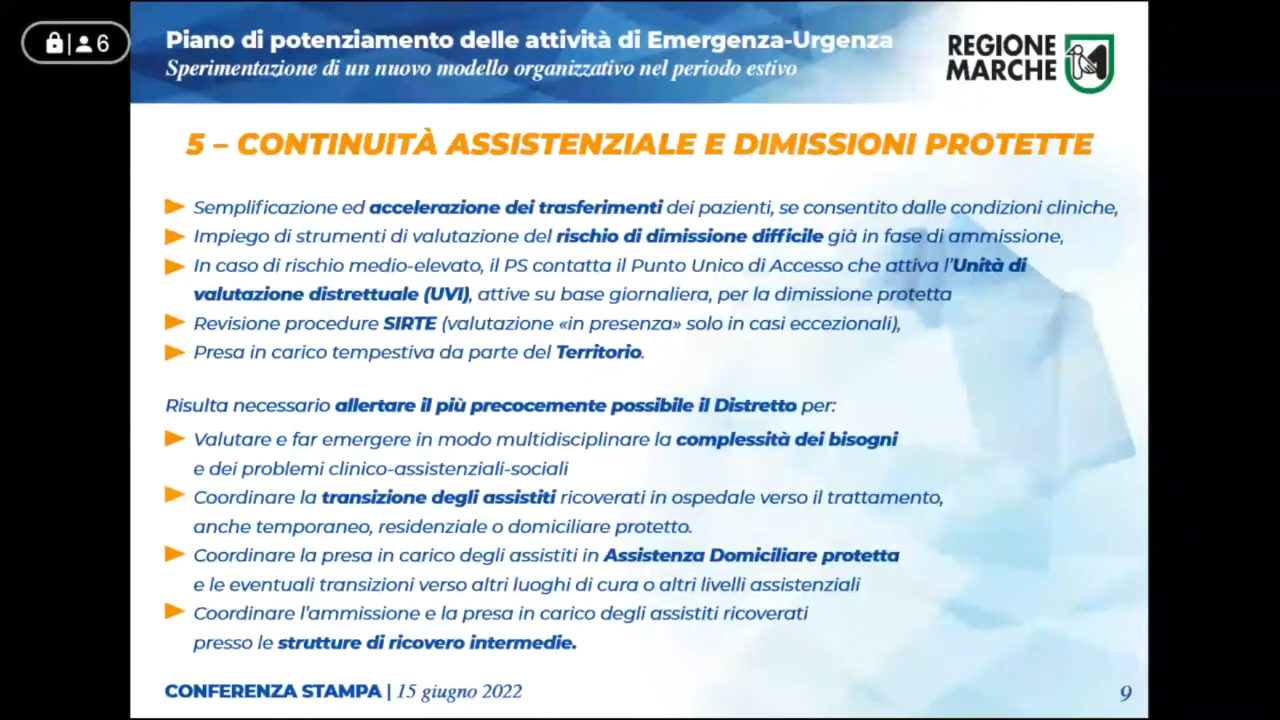 6
Piano di potenziamento delle attività di Emergenza-Urgenza
Sperimentazione di un nuovo modello organizzativo nel periodo estivo
REGIONE
MARCHE
5 – CONTINUITÀ ASSISTENZIALE E DIMISSIONI PROTETTE
Semplificazione ed accelerazione dei trasferimenti dei pazienti, se consentito dalle condizioni cliniche,
Impiego di strumenti di valutazione del rischio di dimissione difficile già in fase di ammissione,
In caso di rischio medio-elevato, il PS contatta il Punto Unico di Accesso che attiva l'Unità di
valutazione distrettuale (UVI), attive su base giornaliera, per la dimissione protetta
Revisione procedure SIRTE (valutazione «in presenza» solo in casi eccezionali),
Presa in carico tempestiva da parte del Territorio.
Risulta necessario allertare il più precocemente possibile il Distretto per:
Valutare e far emergere in modo multidisciplinare la complessità dei bisogni
e dei problemi clinico-assistenziali-sociali
Coordinare la transizione degli assistiti ricoverati in ospedale verso il trattamento,
anche temporaneo, residenziale o domiciliare protetto.
Coordinare la presa in carico degli assistiti in Assistenza Domiciliare protetta
e le eventuali transizioni verso altri luoghi di cura o altri livelli assistenziali
Coordinare l'ammissione e la presa in carico degli assistiti ricoverati
presso le strutture di ricovero intermedie.
CONFERENZA STAMPA | 15 giugno 2022
9